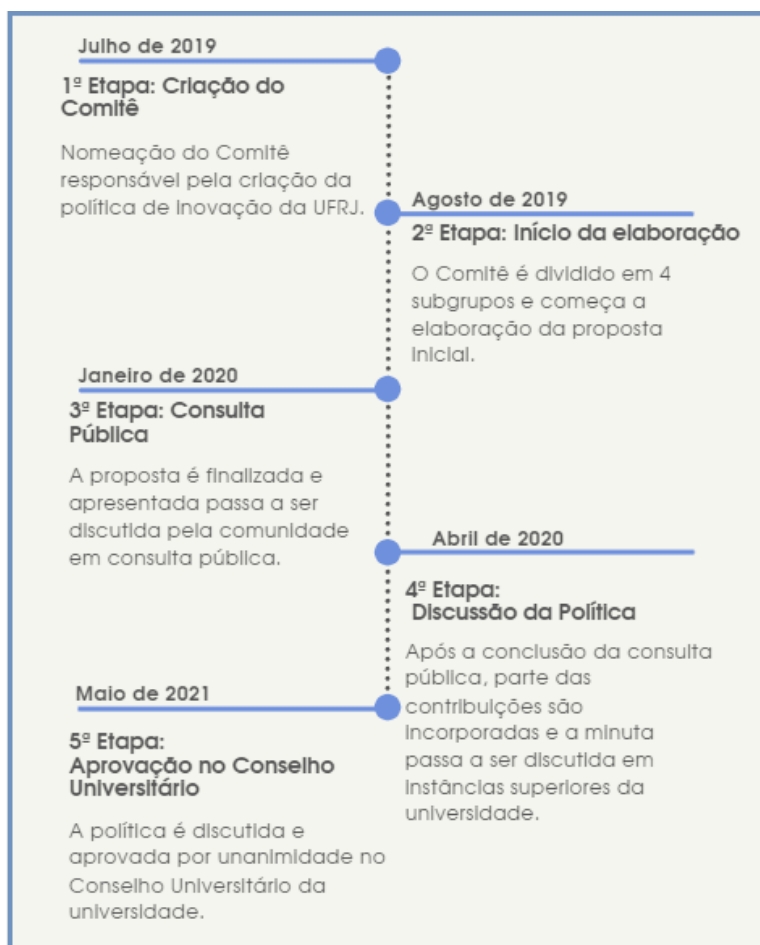 Julho de 2019
1ª Etapa: Criação do
Comitê
Nomeação do Comitê
responsável pela criação da
política de Inovação da UFRJ.
Agosto de 2019
2ª Etapa: Início da elaboração
O Comitê é dividido em 4
subgrupos e começa a
elaboração da proposta
inicial.
Janeiro de 2020
3ª Etapa: Consulta
Pública
A proposta é finalizada e
apresentada passa a ser
discutida pela comunidade
em consulta pública.
Abril de 2020
4ª Etapa:
Discussão da Política
Após a conclusão da consulta
pública, parte das
contribuições são
incorporadas e a minuta
passa a ser discutida em
instâncias superiores da
universidade.
Maio de 2021
5ª Etapa:
Aprovação no Conselho
Universitário
A política é discutida e
aprovada por unanimidade no
Conselho Universitário da
universidade.